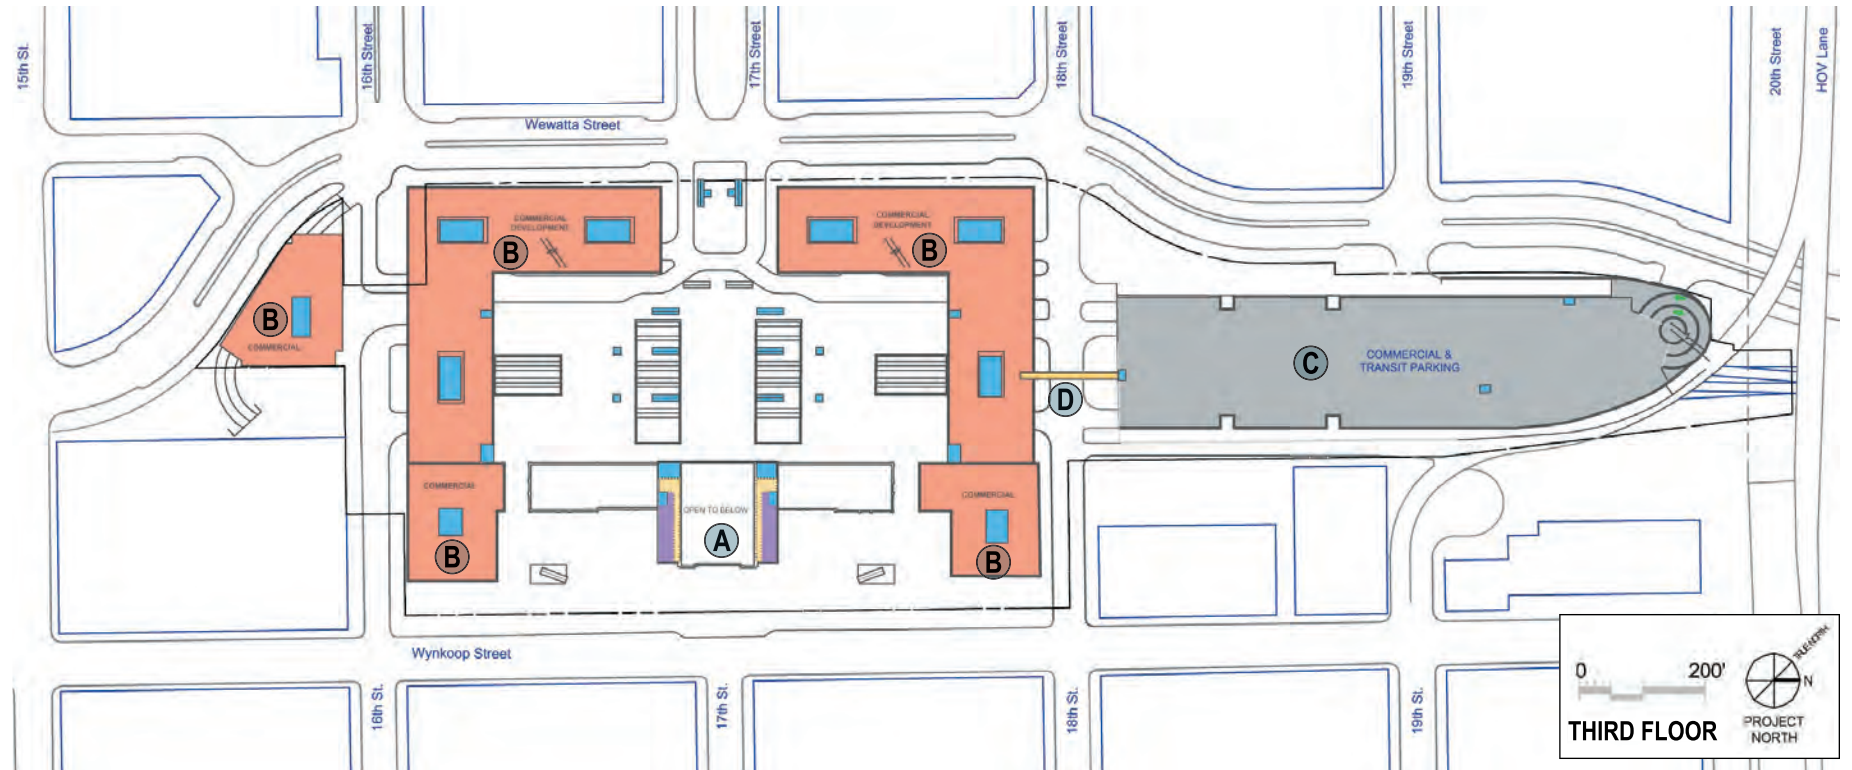 15th St.
16th Street
17th Street
18th Street
19th Street
20th Street
HOV Lane
Wewatta Street
COMMERCIAL
DEVELOPMENT
B
COMMERCIAL
DEVELOPMENT
B
B
COMMERCIAL
COMMERCIAL &
TRANSIT PARKING
C
D
COMMERCIAL
B
OPEN TO BELOW
A
COMMERCIAL
B
Wynkoop Street
16th St.
17th St.
18th St.
19th St.
0 200'
THIRD FLOOR
TRUE NORTH
N
PROJECT
NORTH